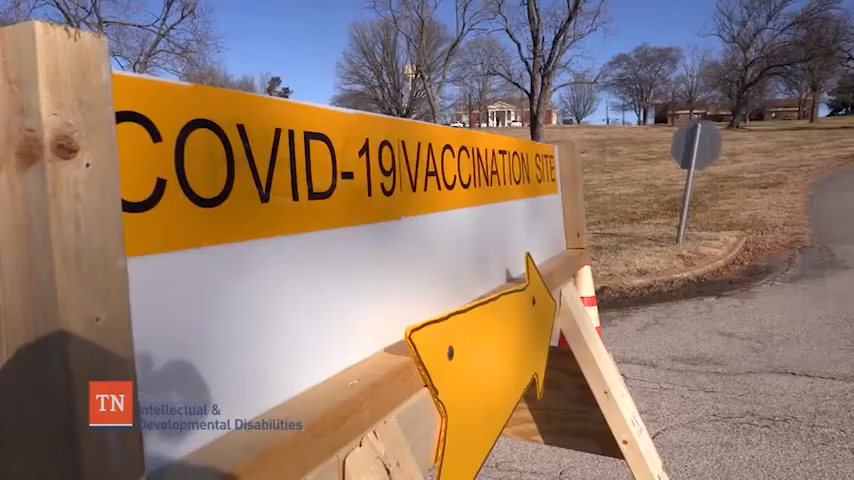 COVID-19 VACCINATION SITE
TN
Intellectual &
Developmental Disabilities